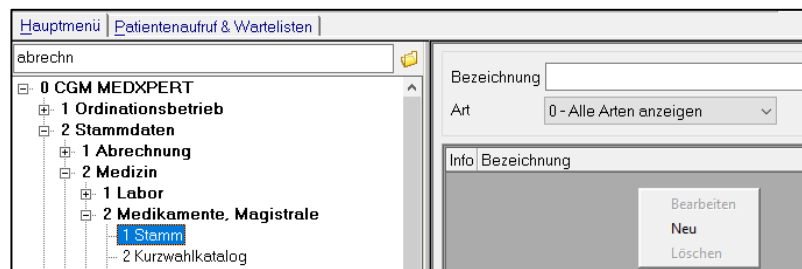 Hauptmenü Patientenaufruf & Wartelisten
abrechn
0 CGM MEDXPERT
1 Ordinationsbetrieb
2 Stammdaten
1 Abrechnung
2 Medizin
1 Labor
2 Medikamente, Magistrale
1 Stamm
2 Kurzwahlkatalog
Bezeichnung
Art 0 - Alle Arten anzeigen
Info Bezeichnung
Bearbeiten
Neu
Löschen